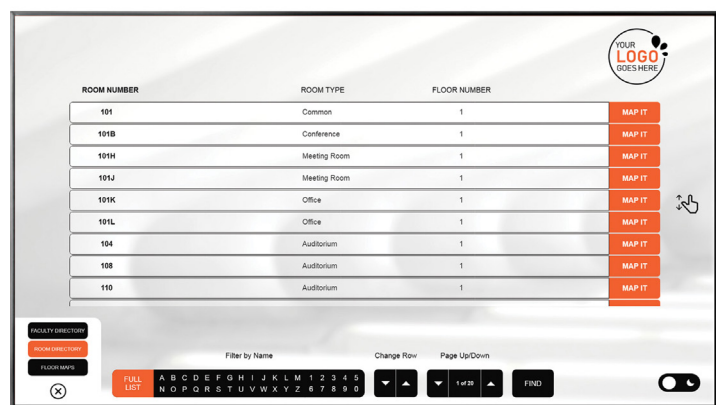 YOUR
LOGO
GOES HERE
ROOM NUMBER ROOM TYPE FLOOR NUMBER
101 Common 1 MAP IT
101B Conference 1 MAP IT
101H Meeting Room 1 MAP IT
101J Meeting Room 1 MAP IT
101K Office 1 MAP IT
101L Office 1 MAP IT
104 Auditorium 1 MAP IT
108 Auditorium 1 MAP IT
110 Auditorium 1 MAP IT
FACULTY DIRECTORY
ROOM DIRECTORY
FLOOR MAPS
Filter by Name Change Row Page Up/Down
FULL LIST
A B C D E F G H I J K L M 1 2 3 4 5
N O P Q R S T U V W X Y Z 6 7 8 9 0
1 of 20
FIND